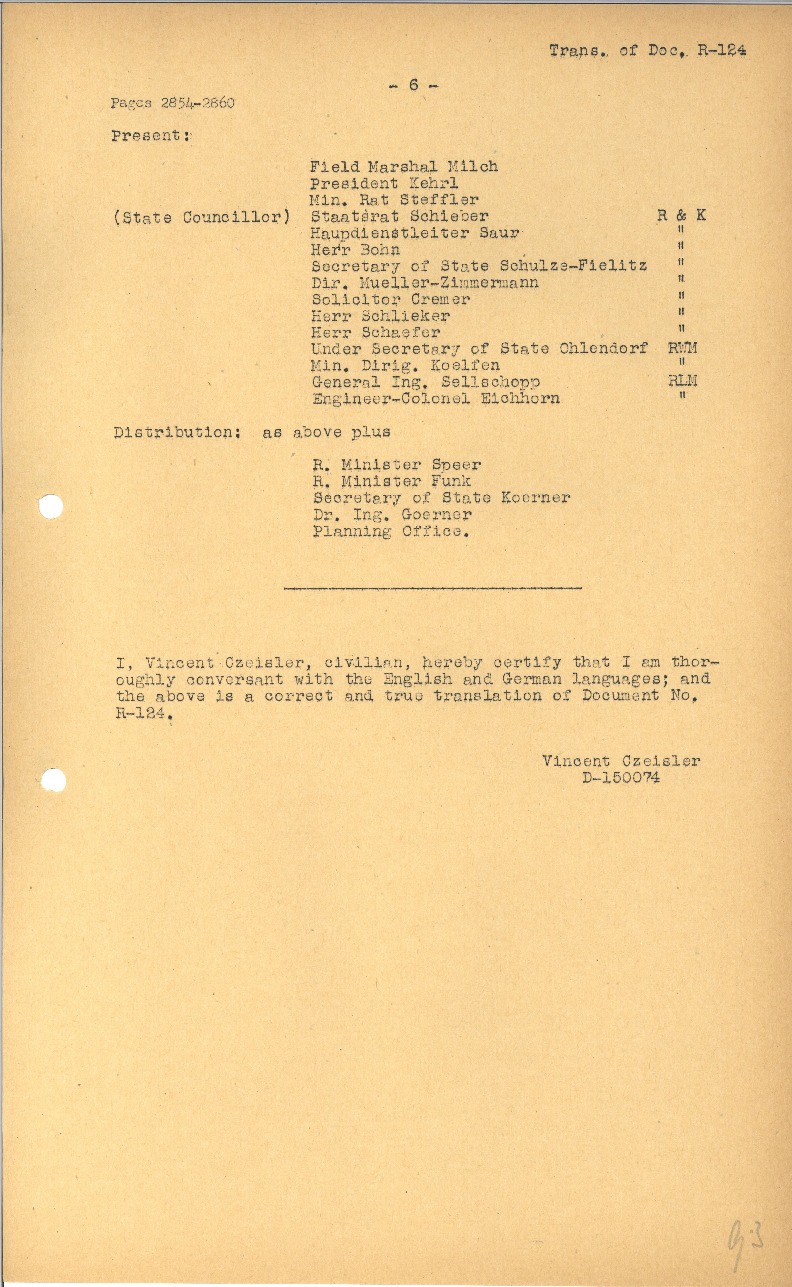 Trans. of Doc. R-124
- 6 -
Pages 2854-2860
Present:
Field Marshal Milch
President Kehrl
Min. Rat Steffler
(State Councillor) Staatsrat Schieber R & K
Haupdienstleiter Saur "
Herr Bohn "
Secretary of State Schulze-Fielitz "
Dir. Mueller-Zimmermann "
Solicitor Cremer "
Herr Schlieker "
Herr Schaefer "
Under Secretary of State Ohlendorf RWM
Min. Dirig. Koelfen "
General Ing. Sellschopp RLM
Engineer-Colonel Eichhorn "
Distribution: as above plus
R. Minister Speer
R. Minister Funk
Secretary of State Koerner
Dr. Ing. Goerner
Planning Office.
I, Vincent Czeisler, civilian, hereby certify that I am thor-
oughly conversant with the English and German languages; and
the above is a correct and true translation of Document No.
R-124.
Vincent Czeisler
D-150074